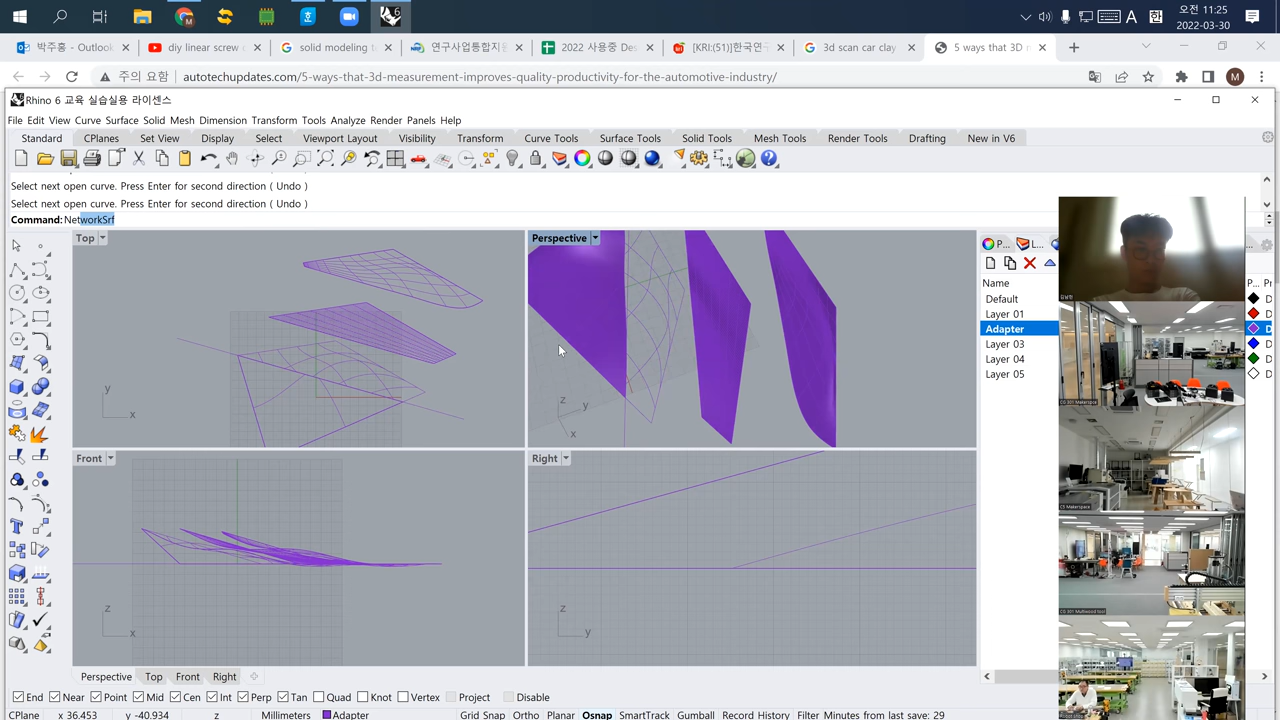 6
A
한
오전 11:25
2022-03-30
박주홍 - Outlook
diy linear screw c
solid modeling ta
연구사업통합지원
2022 사용중 De
[KRI:(51)]한국연구
3d scan car clay
5 ways that 3D m
주의 요함
autotechupdates.com/5-ways-that-3d-measurement-improves-quality-productivity-for-the-automotive-industry/
M
Rhino 6 교육 실습실용 라이센스
File Edit View Curve Surface Solid Mesh Dimension Transform Tools Analyze Render Panels Help
Standard CPlanes Set View Display Select Viewport Layout Visibility Transform Curve Tools Surface Tools Solid Tools Mesh Tools Render Tools Drafting New in V6
Select next open curve. Press Enter for second direction ( Undo )
Select next open curve. Press Enter for second direction ( Undo )
Command: NetworkSrf
Top
Perspective
y
x
z
y
x
P...
L...
Name
P...
Default
Layer 01
Adapter
Layer 03
Layer 04
Layer 05
D
D
D
D
D
D
CG 301 Makerspace
Front
Right
z
x
z
y
Perspective Top Front Right
End Near Point Mid Cen Int Perp Tan Quad Knot Vertex Project Disable
CPlane x 36.453 y -40.934 z Millimeters Adapter Grid Snap Ortho Planar Osnap SmartTrack Gumball Record History Filter Minutes from last save: 29